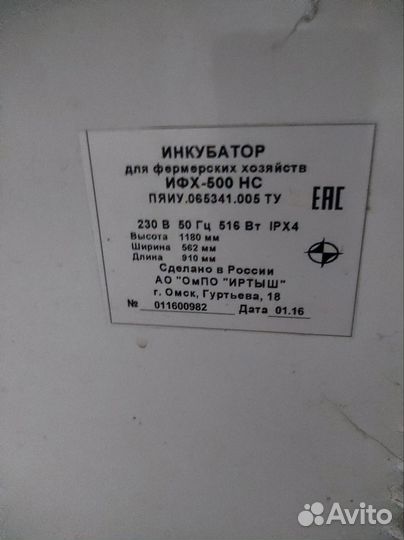 ИНКУБАТОР
для фермерских хозяйств
ИФХ-500 НС
ПЯИУ.065341.005 ТУ
EAC
230 В 50 Гц 516 Вт IPX4
Высота 1180 мм
Ширина 562 мм
Длина 910 мм
Сделано в России
АО "ОмПО "ИРТЫШ"
г. Омск, Гуртьева, 18
№ 011600982 Дата 01.16
Avito